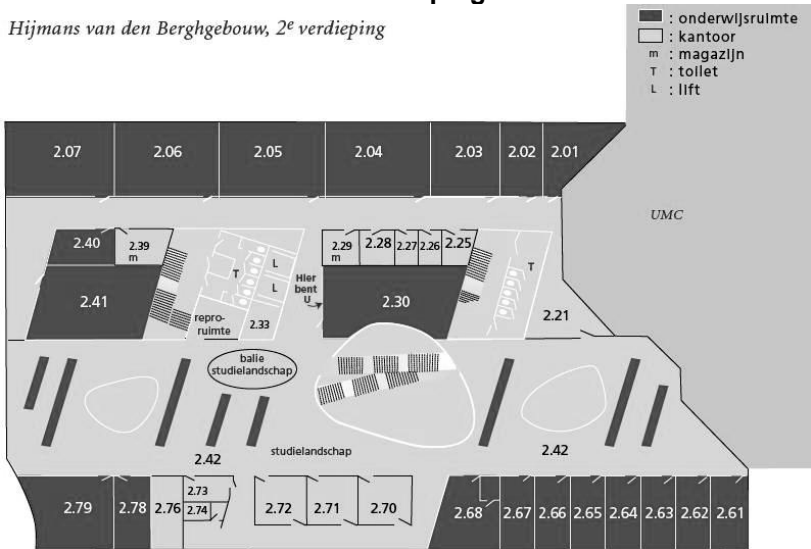 Hijmans van den Berghgebouw, 2e verdieping
: onderwijsruimte
: kantoor
m : magazijn
T : toilet
L : lift
UMC
2.07 2.06 2.05 2.04 2.03 2.02 2.01
2.40 2.39 m T L L 2.29 m 2.28 2.27 2.26 2.25 T
2.41
Hier
bent
U
2.30 2.21
repro-
ruimte
2.33
balie
studielandschap
studielandschap
2.42 2.42
2.79 2.78 2.76 2.73 2.74 2.72 2.71 2.70 2.68 2.67 2.66 2.65 2.64 2.63 2.62 2.61